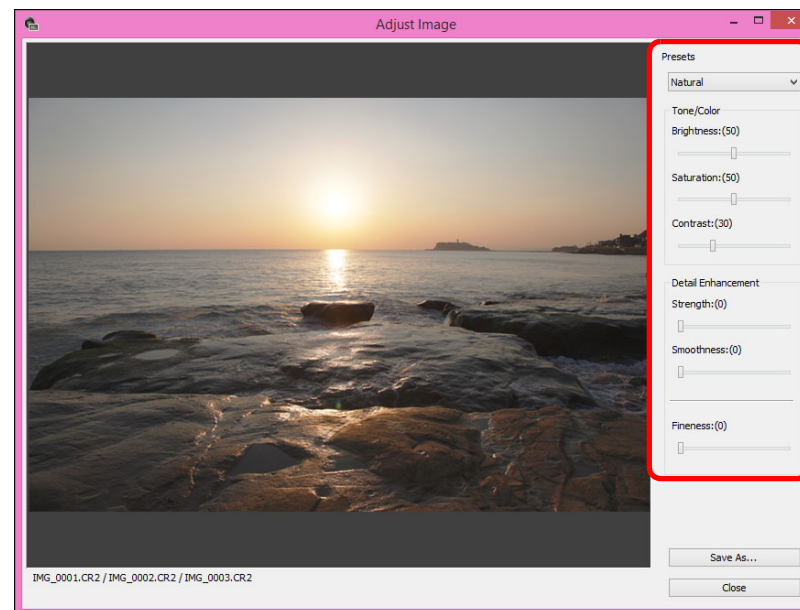 Adjust Image
Presets
Natural
Tone/Color
Brightness:(50)
Saturation:(50)
Contrast:(30)
Detail Enhancement
Strength:(0)
Smoothness:(0)
Fineness:(0)
Save As...
IMG_0001.CR2 / IMG_0002.CR2 / IMG_0003.CR2
Close